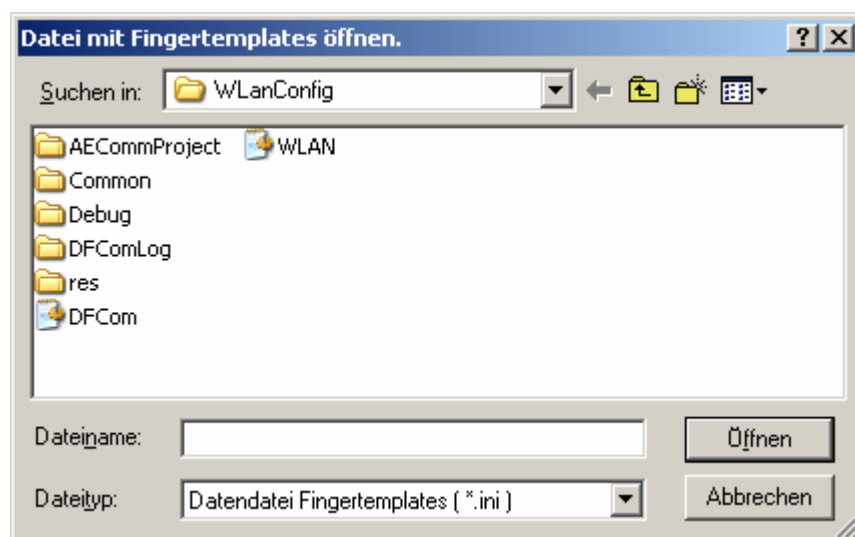 Datei mit Fingertemplates öffnen.
Suchen in: WLanConfig
AECommProject WLAN
Common
Debug
DFComLog
res
DFCom
Dateiname: Öffnen
Dateityp: Datendatei Fingertemplates ( *.ini ) Abbrechen